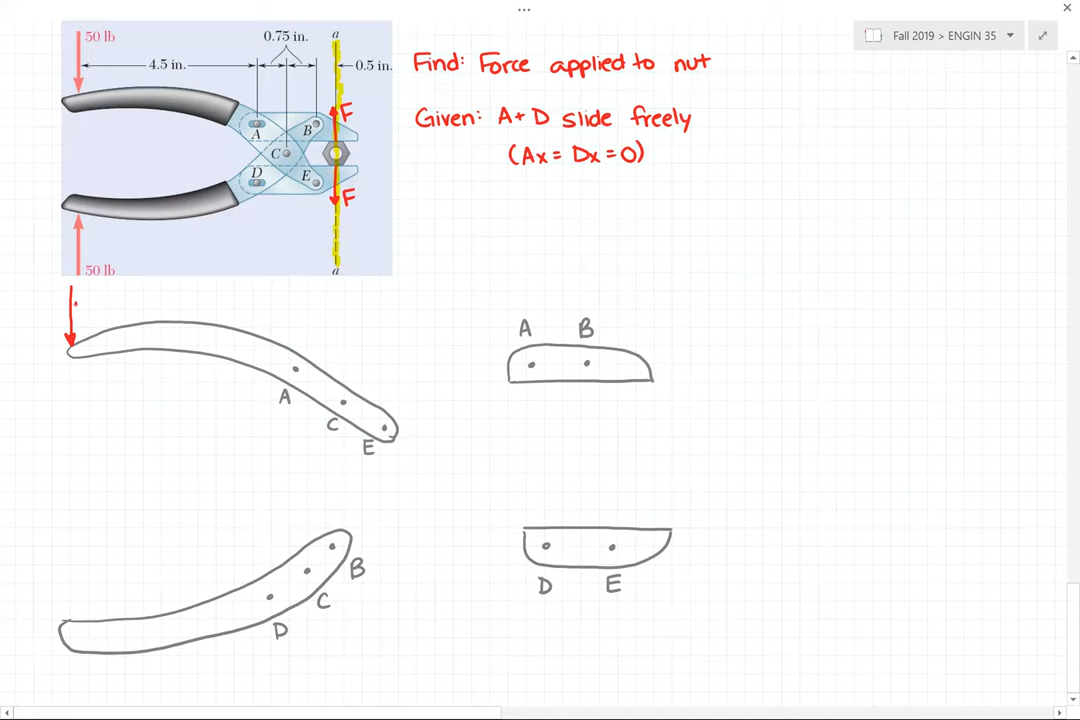 ...
Fall 2019 > ENGIN 35
50 lb
0.75 in.
a
4.5 in.
0.5 in.
F
A
B
C
D
E
F
50 lb
a
Find: Force applied to nut
Given: A+D slide freely
(Ax = Dx = 0)
A
C
E
A B
B
C
D
D E